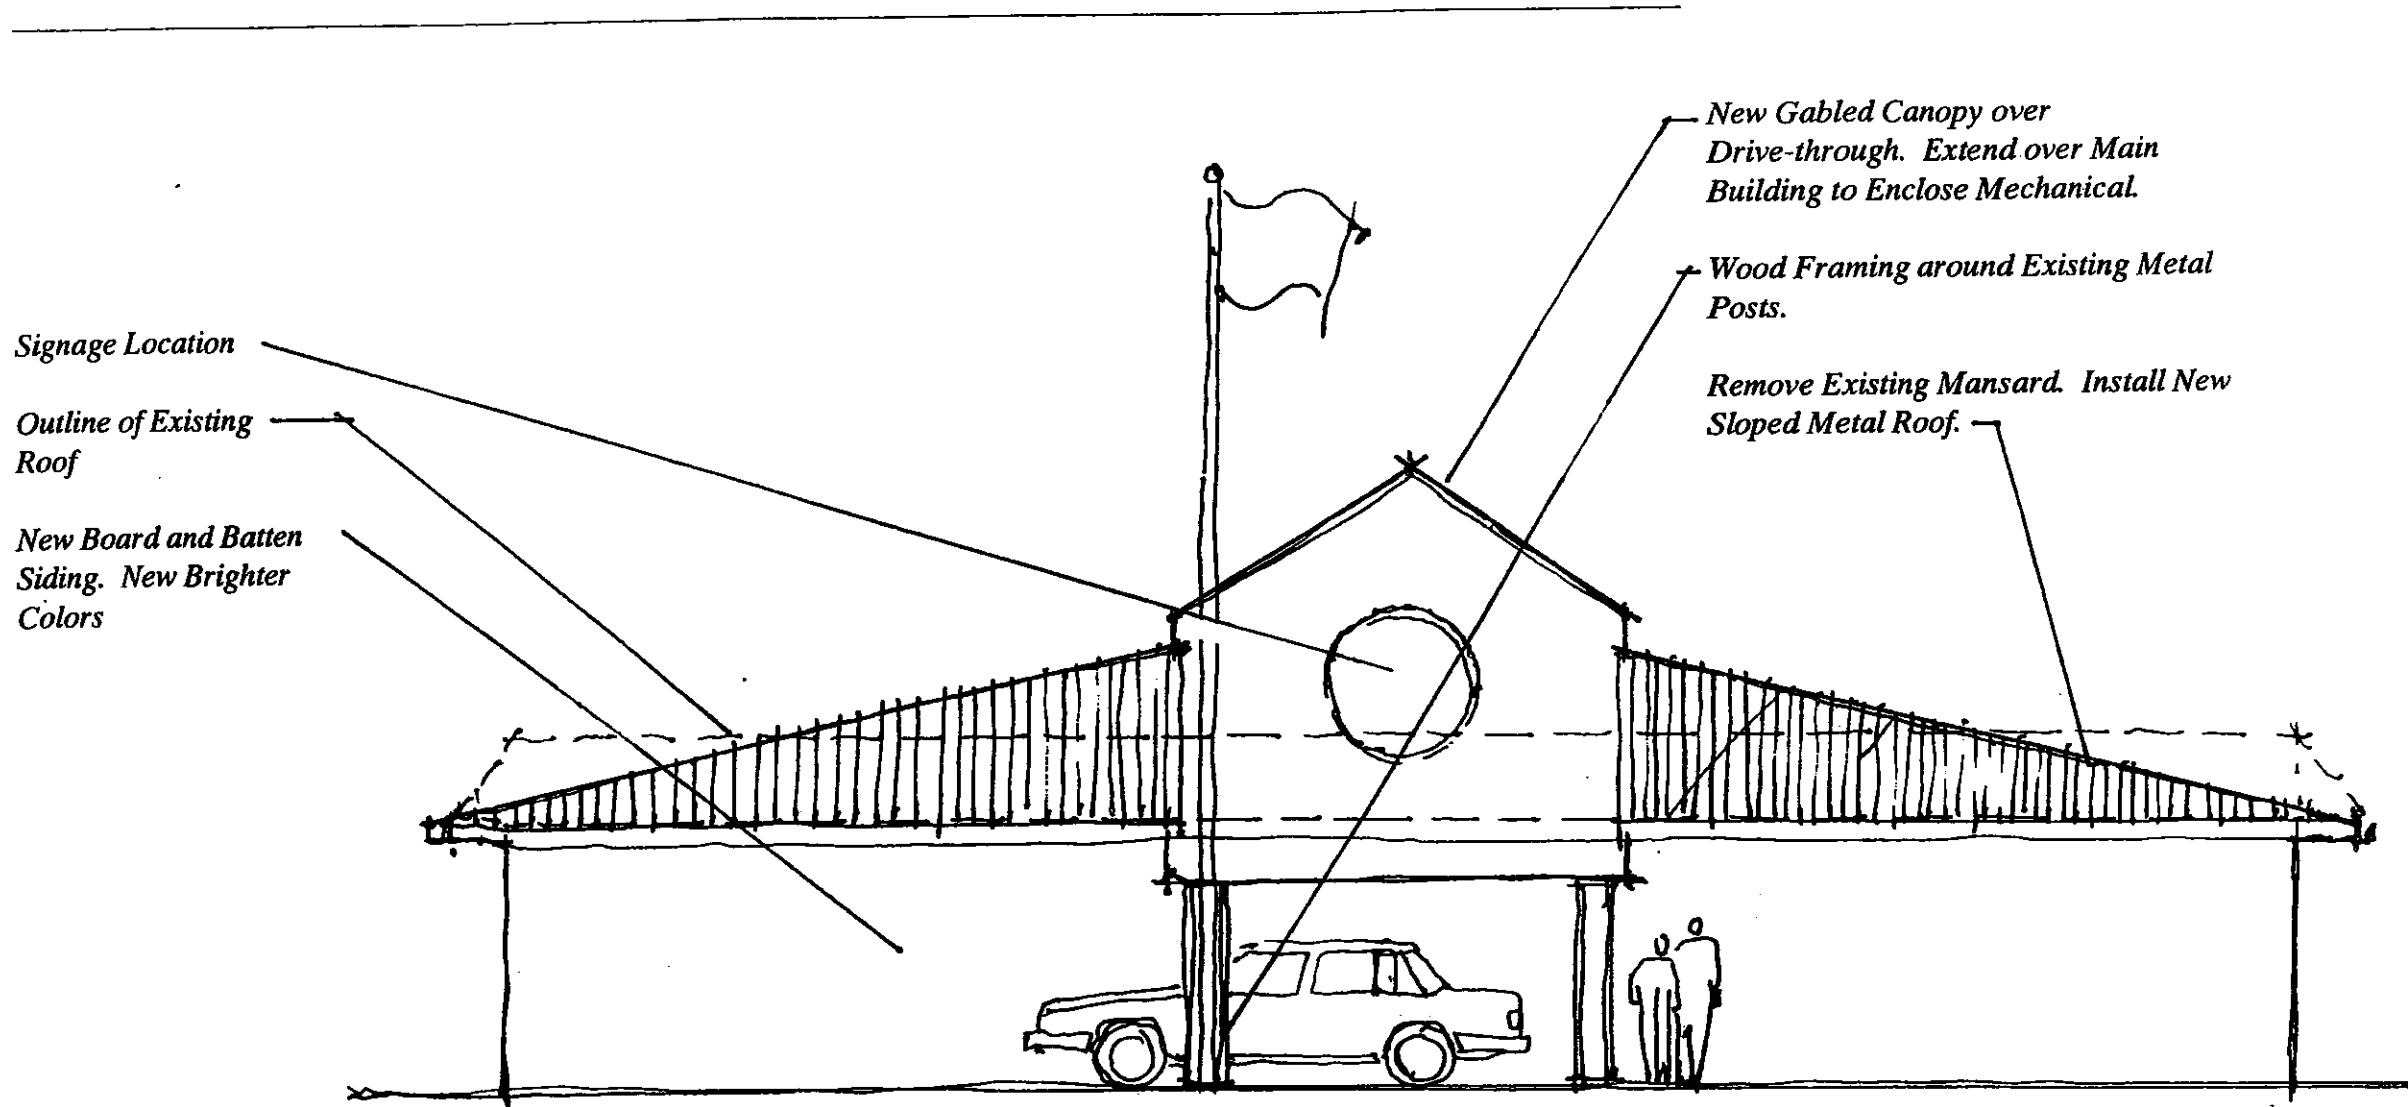 Signage Location
Outline of Existing
Roof
New Board and Batten
Siding. New Brighter
Colors
New Gabled Canopy over
Drive-through. Extend over Main
Building to Enclose Mechanical.
Wood Framing around Existing Metal
Posts.
Remove Existing Mansard. Install New
Sloped Metal Roof.